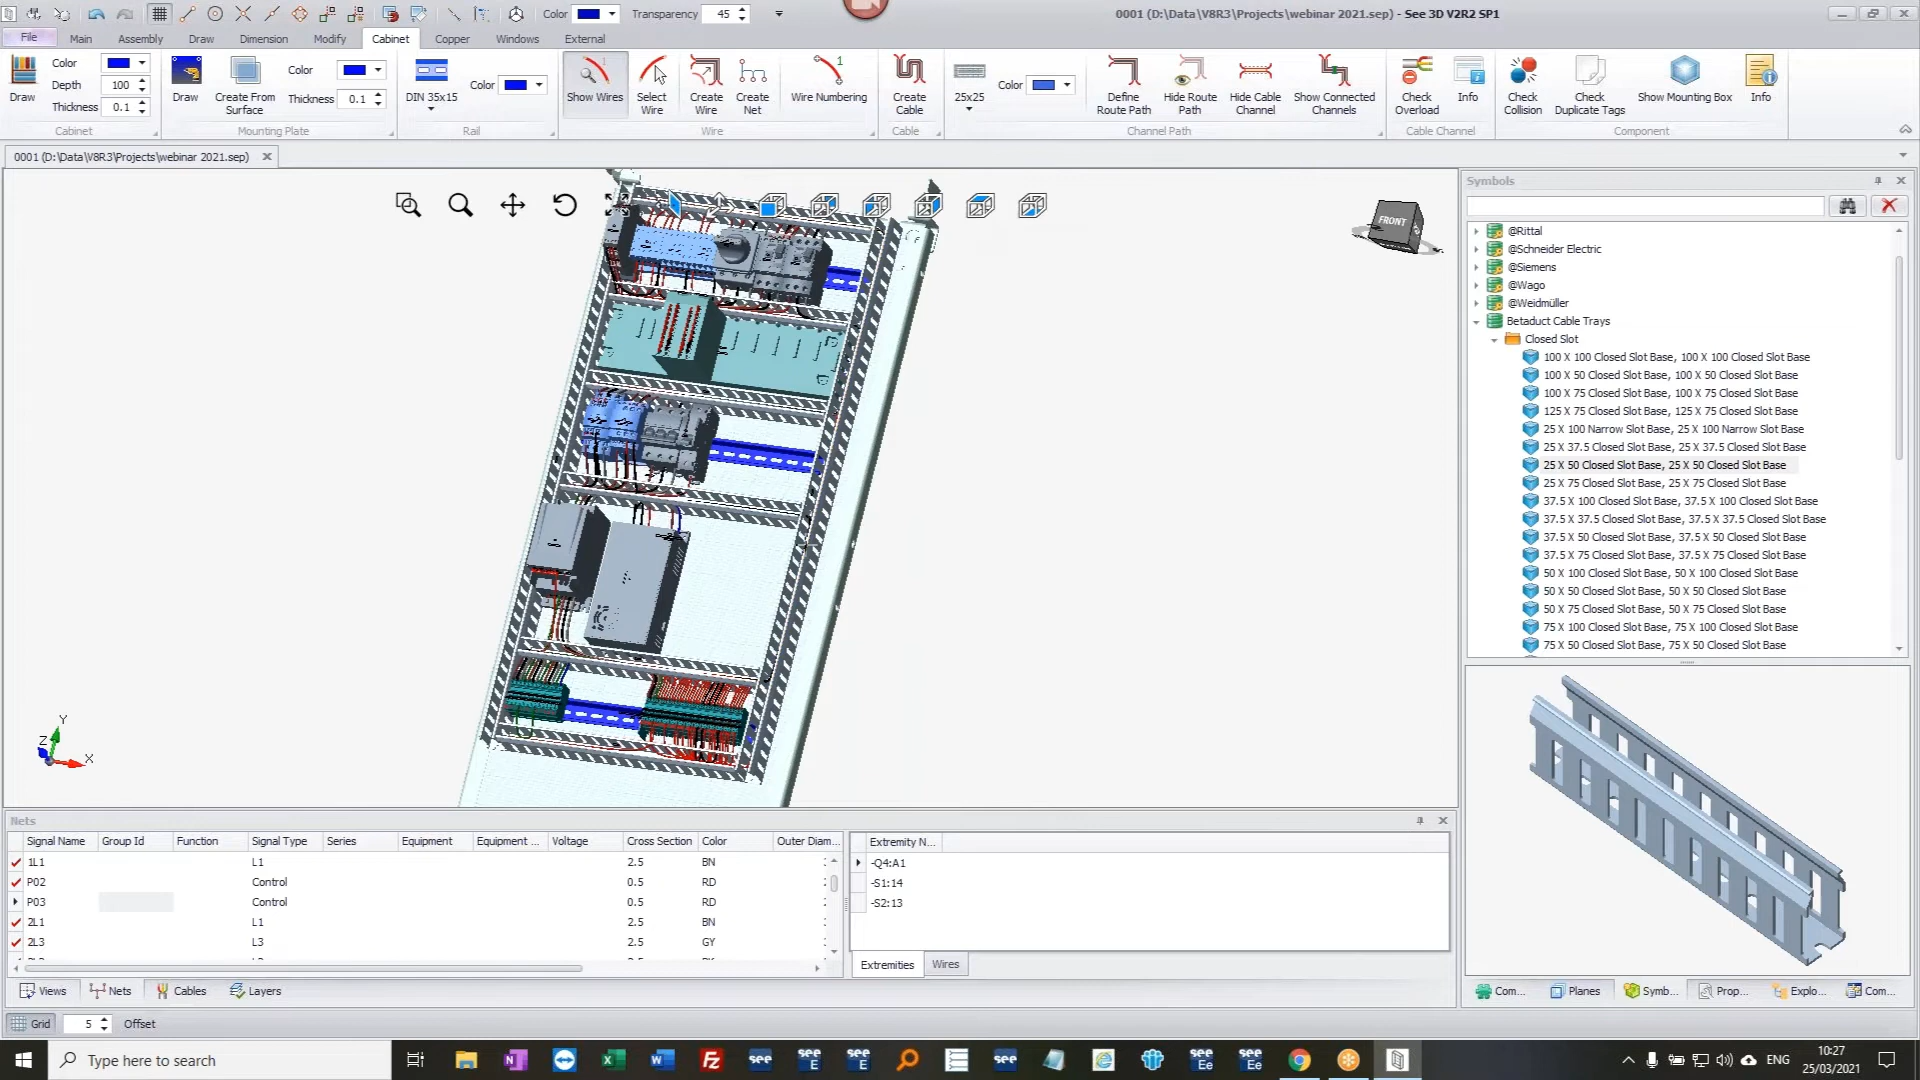 Color
Transparency 45
0001 (D:\Data\V8R3\Projects\webinar 2021.sep) - See 3D V2R2 SP1
File Main Assembly Draw Dimension Modify Cabinet Copper Windows External
Draw
Color
Depth 100
Thickness 0.1
Cabinet
Draw
Create From Surface
Color
Thickness 0.1
Mounting Plate
DIN 35x15
Color
Rail
Show Wires
Select Wire
Create Wire
Create Net
Wire Numbering
Wire
Create Cable
Cable
25x25
Color
Define Route Path
Hide Route Path
Hide Cable Channel
Show Connected Channels
Channel Path
Check Overload
Info
Cable Channel
Check Collision
Check Duplicate Tags
Show Mounting Box
Info
Component
0001 (D:\Data\V8R3\Projects\webinar 2021.sep)
FRONT
Y
Z
X
Symbols
@Rittal
@Schneider Electric
@Siemens
@Wago
@Weidmüller
Betaduct Cable Trays
Closed Slot
100 X 100 Closed Slot Base, 100 X 100 Closed Slot Base
100 X 50 Closed Slot Base, 100 X 50 Closed Slot Base
100 X 75 Closed Slot Base, 100 X 75 Closed Slot Base
125 X 75 Closed Slot Base, 125 X 75 Closed Slot Base
25 X 100 Narrow Slot Base, 25 X 100 Narrow Slot Base
25 X 37.5 Closed Slot Base, 25 X 37.5 Closed Slot Base
25 X 50 Closed Slot Base, 25 X 50 Closed Slot Base
25 X 75 Closed Slot Base, 25 X 75 Closed Slot Base
37.5 X 100 Closed Slot Base, 37.5 X 100 Closed Slot Base
37.5 X 37.5 Closed Slot Base, 37.5 X 37.5 Closed Slot Base
37.5 X 50 Closed Slot Base, 37.5 X 50 Closed Slot Base
37.5 X 75 Closed Slot Base, 37.5 X 75 Closed Slot Base
50 X 100 Closed Slot Base, 50 X 100 Closed Slot Base
50 X 50 Closed Slot Base, 50 X 50 Closed Slot Base
50 X 75 Closed Slot Base, 50 X 75 Closed Slot Base
75 X 100 Closed Slot Base, 75 X 100 Closed Slot Base
75 X 50 Closed Slot Base, 75 X 50 Closed Slot Base
Nets
Signal Name Group Id Function Signal Type Series Equipment Equipment ... Voltage Cross Section Color Outer Diam...
1L1 L1 2.5 BN
P02 Control 0.5 RD
P03 Control 0.5 RD
2L1 L1 2.5 BN
2L3 L3 2.5 GY
Extremity N...
-Q4:A1
-S1:14
-S2:13
Extremities Wires
Views Nets Cables Layers
Com... Planes Symb... Prop... Explo... Com...
Grid 5 Offset
Type here to search
ENG
10:27
25/03/2021